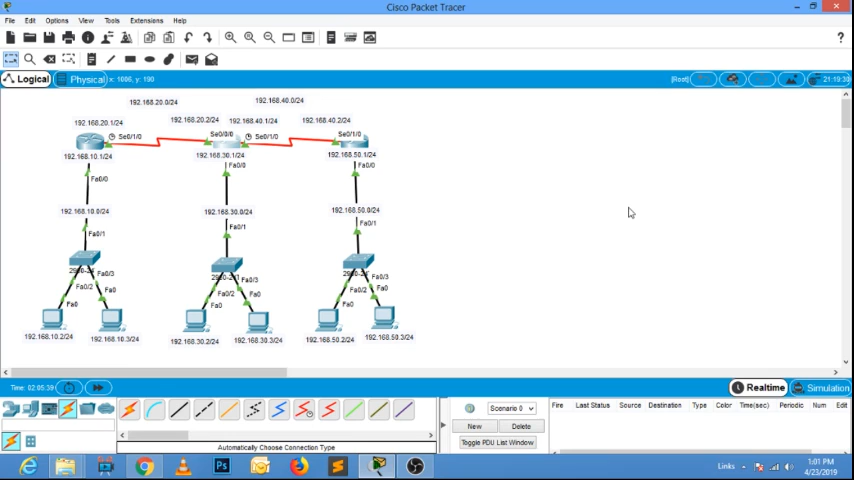 Cisco Packet Tracer
File Edit Options View Tools Extensions Help
?
Logical Physical x: 1086, y: 190 [Root] 21:19:30
192.168.20.0/24 192.168.40.0/24
192.168.20.1/24 192.168.20.2/24 192.168.40.1/24 192.168.40.2/24
Se0/1/0 Se0/0/0 Se0/1/0 Se0/1/0
192.168.10.1/24 192.168.30.1/24 192.168.50.1/24
Fa0/0 Fa0/0 Fa0/0
192.168.10.0/24 192.168.30.0/24 192.168.50.0/24
Fa0/1 Fa0/1 Fa0/1
Fa0/3 Fa0/3 Fa0/3
Fa0/2 Fa0/2 Fa0/2
Fa0 Fa0 Fa0 Fa0 Fa0 Fa0
192.168.10.2/24 192.168.10.3/24 192.168.30.2/24 192.168.30.3/24 192.168.50.2/24 192.168.50.3/24
Time: 02:05:39 Realtime Simulation
Scenario 0
New Delete
Toggle PDU List Window
Fire Last Status Source Destination Type Color Time(sec) Periodic Num Edit
Automatically Choose Connection Type
Ps
Links 1:01 PM
4/23/2019